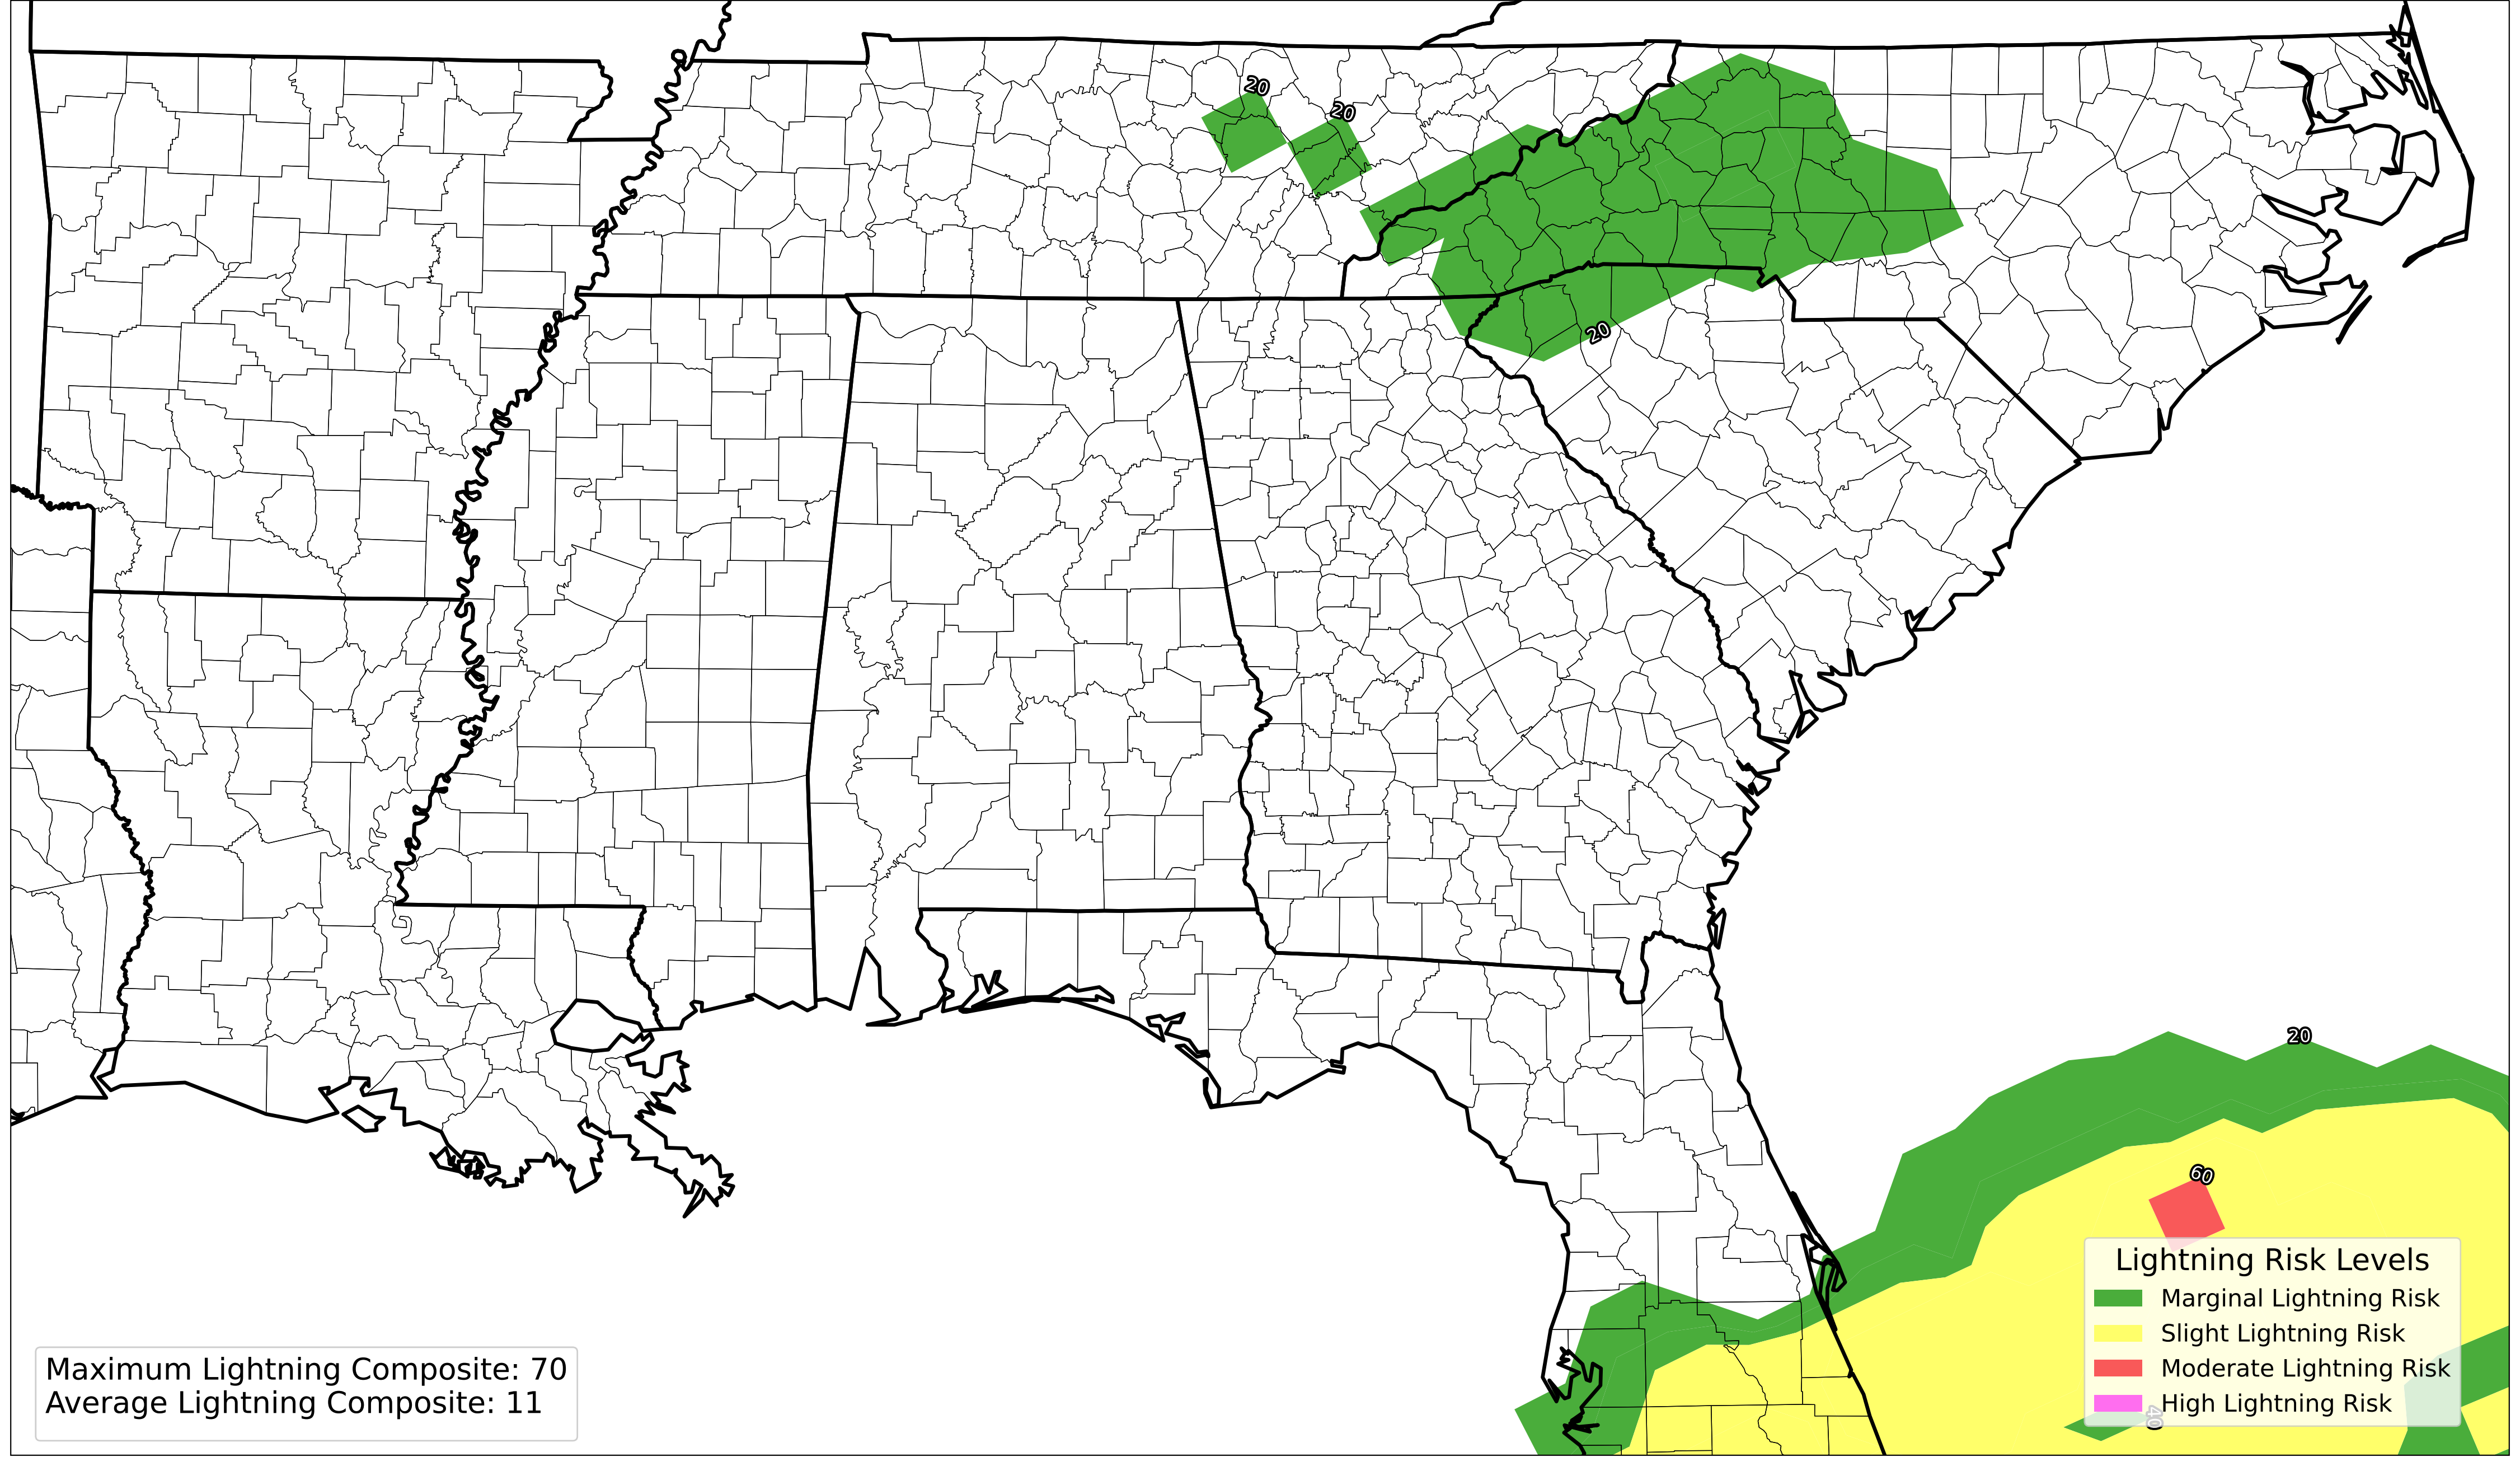 20
20
20
20
60
Lightning Risk Levels
Marginal Lightning Risk
Slight Lightning Risk
Moderate Lightning Risk
High Lightning Risk
40
Maximum Lightning Composite: 70
Average Lightning Composite: 11